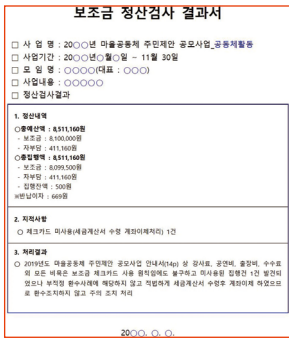 보조금 정산검사 결과서
□ 사 업 명 : 20○○년 마을공동체 주민제안 공모사업_공동체활동
□ 사업기간 : 20○○년○월○일 ~ 11월 30일
□ 모 임 명 : ○○○○(대표 : ○○○)
□ 사업내용 : ○○○○○
□ 정산검사결과
1. 정산내역
○총예산액 : 8,511,160원
- 보조금 : 8,100,000원
- 자부담 : 411,160원
○총집행액 : 8,511,160원
- 보조금 : 8,099,500원
- 자부담 : 411,160원
- 집행잔액 : 500원
※반납이자 : 669원
2. 지적사항
○ 체크카드 미사용(세금계산서 수령 계좌이체처리) 1건
3. 처리결과
○ 2019년도 마을공동체 주민제안 공모사업 안내서(14p) 상 강사료, 공연비, 출장비, 수수료
외 모든 비목은 보조금 체크카드 사용 원칙임에도 불구하고 미사용된 집행건 1건 발견되
었으나 부적정 환수사례에 해당하지 않고 적법하게 세금계산서 수령후 계좌이체 하였으므
로 환수조치하지 않고 주의 조치 처리
20○○. ○. ○.